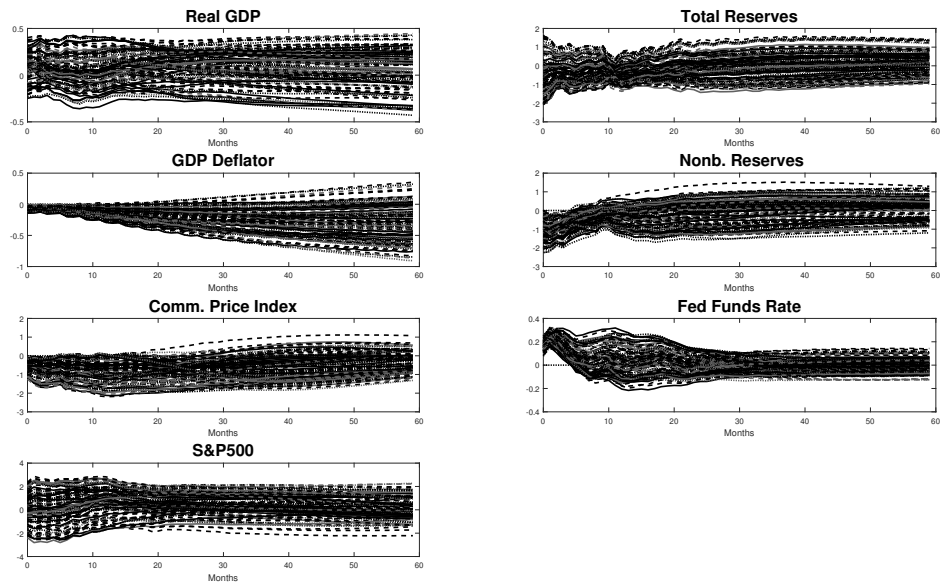 Real GDP
0.5
0
-0.5
0 10 20 30 40 50 60
Months
Total Reserves
2
1
0
-1
-2
-3
0 10 20 30 40 50 60
Months
GDP Deflator
0.5
0
-0.5
-1
0 10 20 30 40 50 60
Months
Nonb. Reserves
2
1
0
-1
-2
-3
0 10 20 30 40 50 60
Months
Comm. Price Index
2
1
0
-1
-2
-3
0 10 20 30 40 50 60
Months
Fed Funds Rate
0.4
0.2
0
-0.2
-0.4
0 10 20 30 40 50 60
Months
S&P500
4
2
0
-2
-4
0 10 20 30 40 50 60
Months